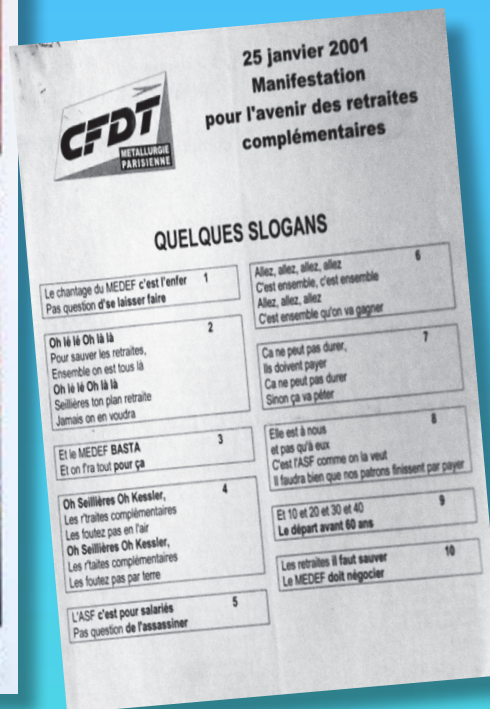 CFDT
METALLURGIE
PARISIENNE
25 janvier 2001
Manifestation
pour l'avenir des retraites
complémentaires
QUELQUES SLOGANS
Le chantage du MEDEF c'est l'enfer 1
Pas question d'se laisser faire
Oh lé lé Oh là là 2
Pour sauver les retraites,
Ensemble on est tous là
Oh lé lé Oh là là
Seillières ton plan retraite
Jamais on en voudra
Et le MEDEF BASTA 3
Et on f'ra tout pour ça
Oh Seillières Oh Kessler, 4
Les r'traites complémentaires
Les foutez pas en l'air
Oh Seillières Oh Kessler,
Les r'taites complémentaires
Les foutez pas par terre
L'ASF c'est pour salariés 5
Pas question de l'assassiner
Allez, allez, allez, allez 6
C'est ensemble, c'est ensemble
Allez, allez, allez
C'est ensemble qu'on va gagner
Ca ne peut pas durer, 7
Ils doivent payer
Ca ne peut pas durer
Sinon ça va péter
Elle est à nous 8
et pas qu'à eux
C'est l'ASF comme on la veut
Il faudra bien que nos patrons finissent par payer
Et 10 et 20 et 30 et 40 9
Le départ avant 60 ans
Les retraites il faut sauver 10
Le MEDEF doit négocier